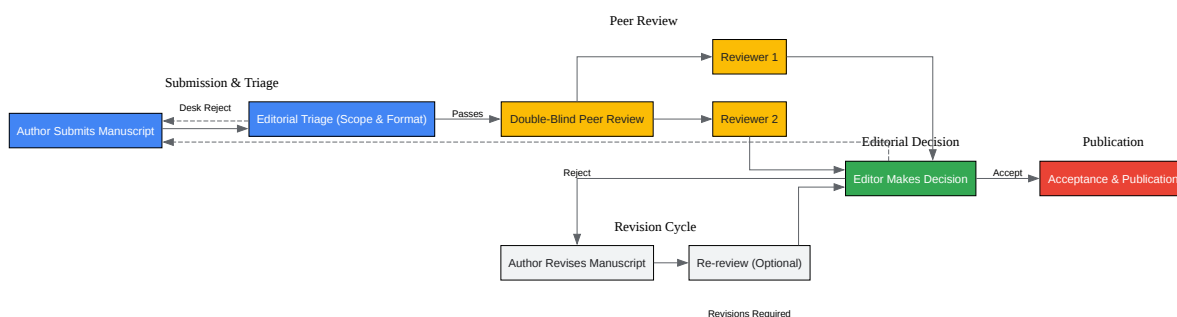 Peer Review
Reviewer 1
Submission & Triage
Desk Reject
Author Submits Manuscript
Editorial Triage (Scope & Format)
Passes
Double-Blind Peer Review
Reviewer 2
Editorial Decision
Publication
Reject
Editor Makes Decision
Accept
Acceptance & Publication
Revision Cycle
Author Revises Manuscript
Re-review (Optional)
Revisions Required